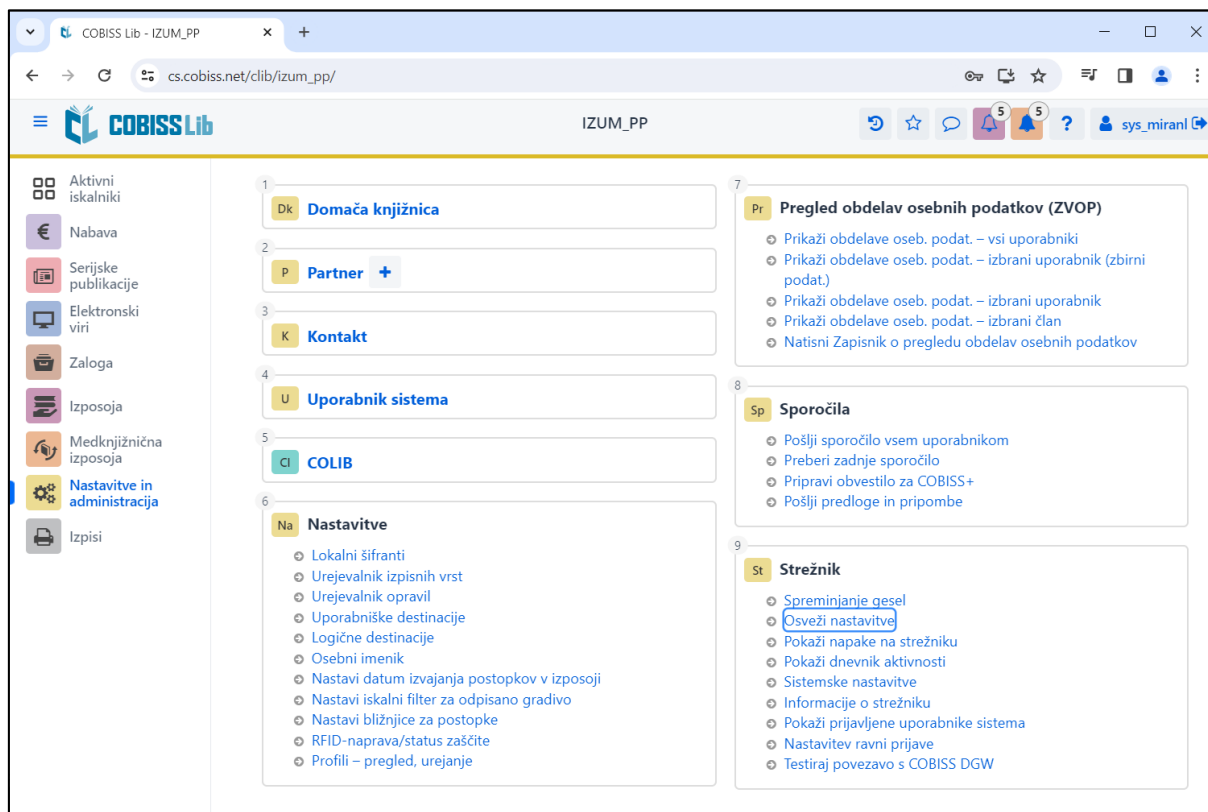 COBISS Lib - IZUM_PP
cs.cobiss.net/clib/izum_pp/
COBISS Lib
IZUM_PP
5
5
?
sys_miranl
Aktivni
iskalniki
€
Nabava
Serijske
publikacije
Elektronski
viri
Zaloga
Izposoja
Medknjižnična
izposoja
Nastavitve in
administracija
Izpisi
1
Dk Domača knjižnica
2
P Partner +
3
K Kontakt
4
U Uporabnik sistema
5
Cl COLIB
6
Na Nastavitve
Lokalni šifranti
Urejevalnik izpisnih vrst
Urejevalnik opravil
Uporabniške destinacije
Logične destinacije
Osebni imenik
Nastavi datum izvajanja postopkov v izposoji
Nastavi iskalni filter za odpisano gradivo
Nastavi bližnjice za postopke
RFID-naprava/status zaščite
Profili – pregled, urejanje
7
Pr Pregled obdelav osebnih podatkov (ZVOP)
Prikaži obdelave oseb. podat. – vsi uporabniki
Prikaži obdelave oseb. podat. – izbrani uporabnik (zbirni
podat.)
Prikaži obdelave oseb. podat. – izbrani uporabnik
Prikaži obdelave oseb. podat. – izbrani član
Natisni Zapisnik o pregledu obdelav osebnih podatkov
8
Sp Sporočila
Pošlji sporočilo vsem uporabnikom
Preberi zadnje sporočilo
Pripravi obvestilo za COBISS+
Pošlji predloge in pripombe
9
St Strežnik
Spreminjanje gesel
Osveži nastavitve
Pokaži napake na strežniku
Pokaži dnevnik aktivnosti
Sistemske nastavitve
Informacije o strežniku
Pokaži prijavljene uporabnike sistema
Nastavitev ravni prijave
Testiraj povezavo s COBISS DGW